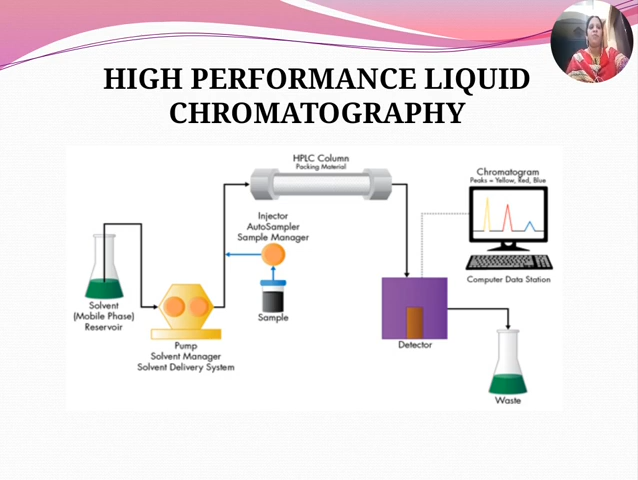 HIGH PERFORMANCE LIQUID
CHROMATOGRAPHY
HPLC Column
Packing Material
Chromatogram
Peaks = Yellow, Red, Blue
Injector
AutoSampler
Sample Manager
Computer Data Station
Solvent
(Mobile Phase)
Reservoir
Sample
Pump
Solvent Manager
Solvent Delivery System
Detector
Waste